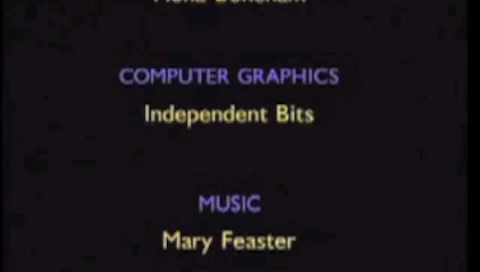 COMPUTER GRAPHICS
Independent Bits
MUSIC
Mary Feaster